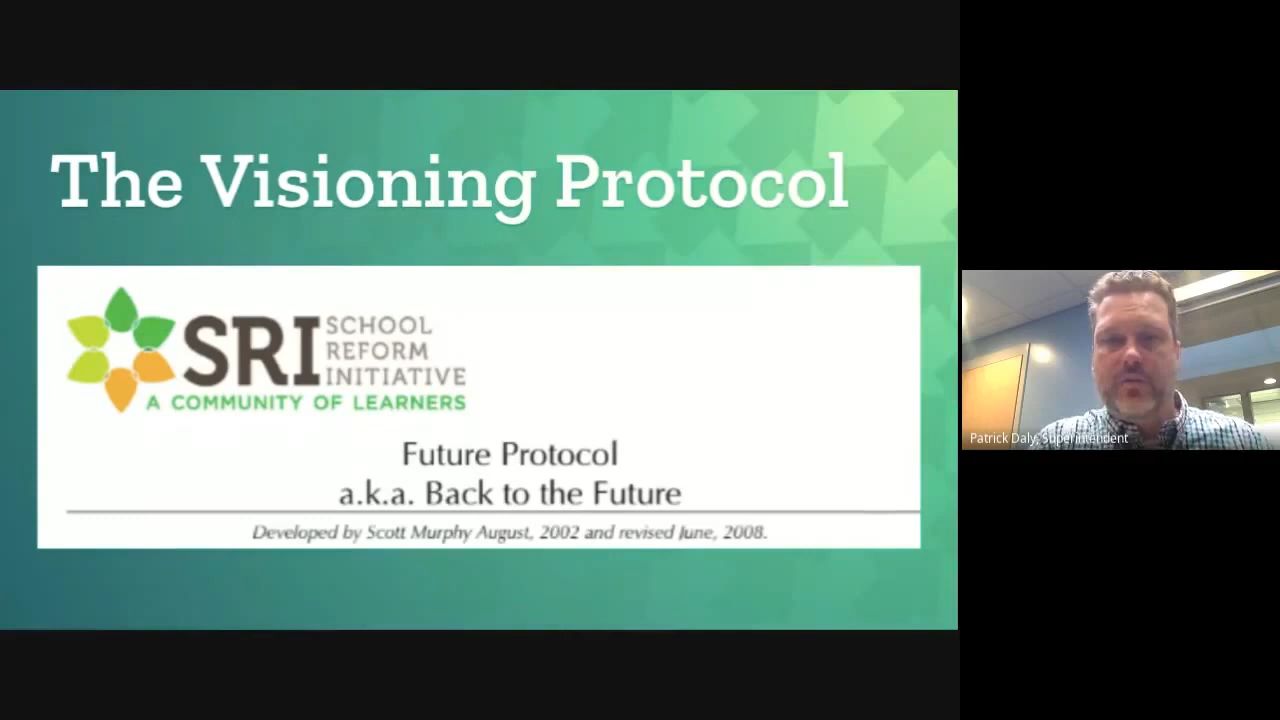 The Visioning Protocol
SRI
SCHOOL
REFORM
INITIATIVE
A COMMUNITY OF LEARNERS
Future Protocol
a.k.a. Back to the Future
Developed by Scott Murphy August, 2002 and revised June, 2008.
Patrick Daly, Superintendent